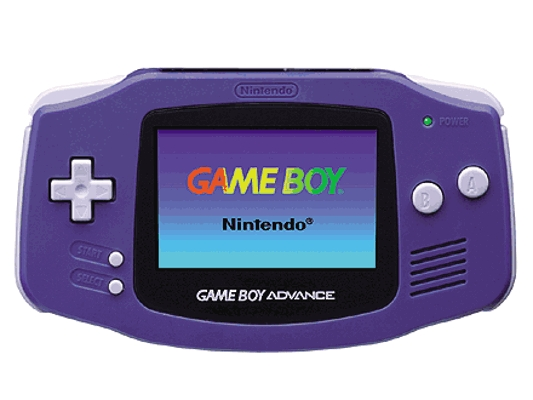 Nintendo
POWER
GAME BOY
Nintendo®
A
B
START
SELECT
GAME BOY ADVANCE